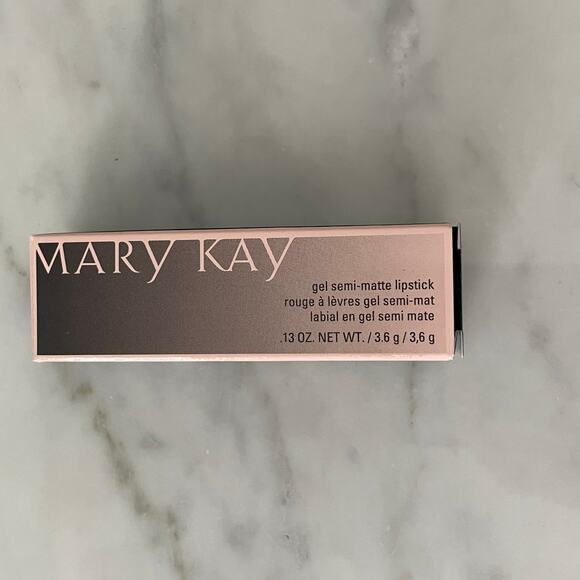 MARY KAY
gel semi-matte lipstick
rouge à lèvres gel semi-mat
labial en gel semi mate
.13 OZ. NET WT. / 3.6 g / 3,6 g